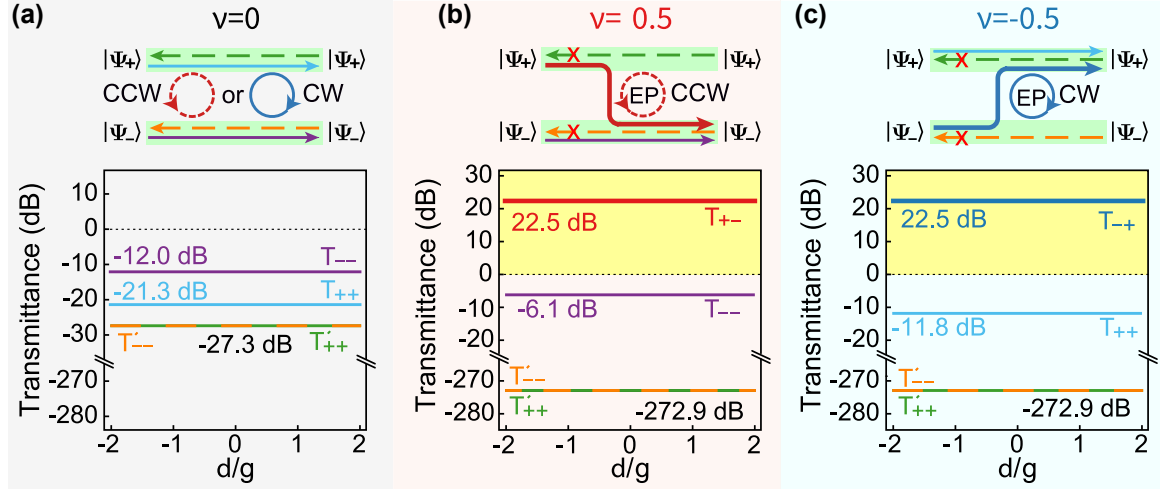 (a) ν=0
|Ψ+⟩ |Ψ+⟩
CCW or CW
|Ψ−⟩ |Ψ−⟩
Transmittance (dB)
10
0
-10
-20
-30
-270
-280
-12.0 dB T−−
-21.3 dB T++
T′−− -27.3 dB T′++
-2 -1 0 1 2
d/g
(b) ν= 0.5
|Ψ+⟩ X |Ψ+⟩
EP CCW
|Ψ−⟩ X |Ψ−⟩
Transmittance (dB)
30
20
10
0
-10
-20
-270
-280
22.5 dB T+−
-6.1 dB T−−
T′−−
T′++ -272.9 dB
-2 -1 0 1 2
d/g
(c) ν=-0.5
|Ψ+⟩ X |Ψ+⟩
EP CW
|Ψ−⟩ X |Ψ−⟩
Transmittance (dB)
30
20
10
0
-10
-20
-270
-280
22.5 dB T−+
-11.8 dB T++
T′−−
T′++ -272.9 dB
-2 -1 0 1 2
d/g